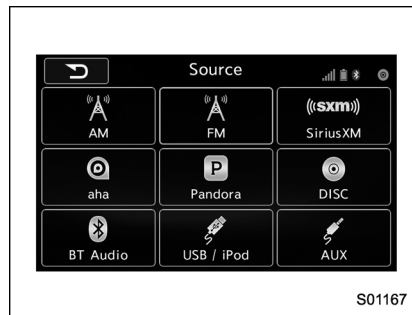 Source
((sxm))
AM
FM
SiriusXM
P
aha
Pandora
DISC
BT Audio
USB / iPod
AUX
S01167